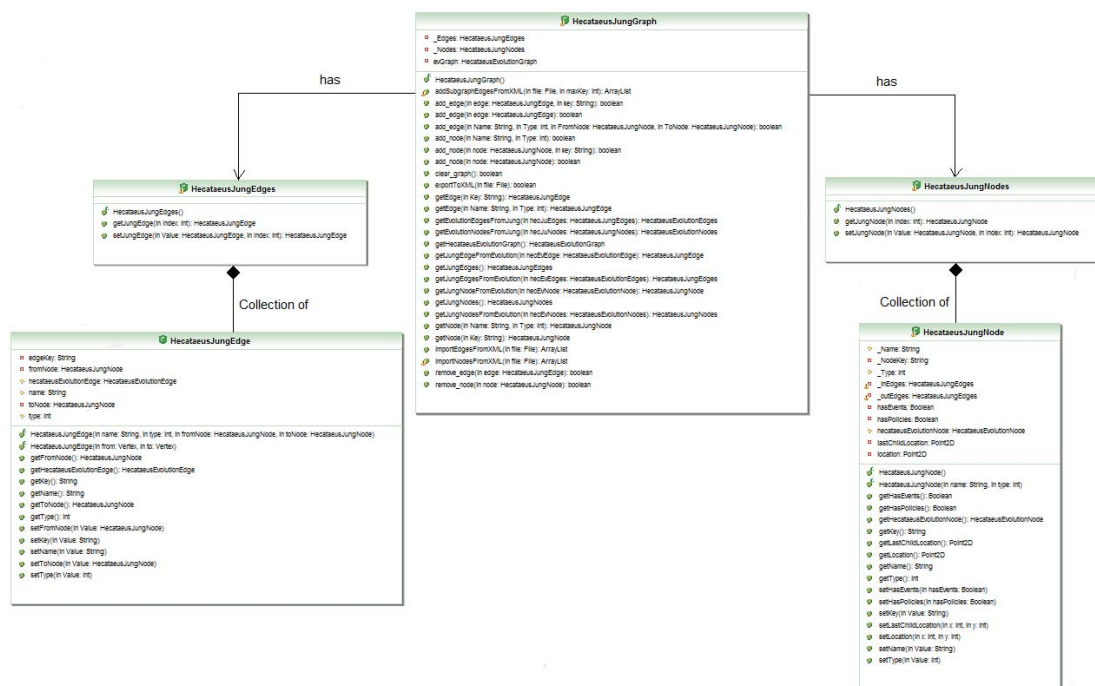 HecataeusJungGraph
_Edges: HecataeusJungEdges
_Nodes: HecataeusJungNodes
evGraph: HecataeusEvolutionGraph
HecataeusJungGraph()
addSubgraphEdgesFromXML(in file: File, in maxKey: int): ArrayList
add_edge(in edge: HecataeusJungEdge, in key: String): boolean
add_edge(in edge: HecataeusJungEdge): boolean
add_edge(in Name: String, in Type: int, in FromNode: HecataeusJungNode, in ToNode: HecataeusJungNode): boolean
add_node(in Name: String, in Type: int): boolean
add_node(in node: HecataeusJungNode, in key: String): boolean
add_node(in node: HecataeusJungNode): boolean
clear_graph(): boolean
exportToXML(in file: File): boolean
getEdge(in Key: String): HecataeusJungEdge
getEdge(in Name: String, in Type: int): HecataeusJungEdge
getEvolutionEdgesFromJung(in hecJuEdges: HecataeusJungEdges): HecataeusEvolutionEdges
getEvolutionNodesFromJung(in hecJuNodes: HecataeusJungNodes): HecataeusEvolutionNodes
getHecataeusEvolutionGraph(): HecataeusEvolutionGraph
getJungEdgeFromEvolution(in hecEvEdge: HecataeusEvolutionEdge): HecataeusJungEdge
getJungEdges(): HecataeusJungEdges
getJungEdgesFromEvolution(in hecEvEdges: HecataeusEvolutionEdges): HecataeusJungEdges
getJungNodeFromEvolution(in hecEvNode: HecataeusEvolutionNode): HecataeusJungNode
getJungNodes(): HecataeusJungNodes
getJungNodesFromEvolution(in hecEvNodes: HecataeusEvolutionNodes): HecataeusJungNodes
getNode(in Name: String, in Type: int): HecataeusJungNode
getNode(in Key: String): HecataeusJungNode
importEdgesFromXML(in file: File): ArrayList
importNodesFromXML(in file: File): ArrayList
remove_edge(in edge: HecataeusJungEdge): boolean
remove_node(in node: HecataeusJungNode): boolean
has
has
HecataeusJungEdges
HecataeusJungEdges()
getJungEdge(in index: int): HecataeusJungEdge
setJungEdge(in Value: HecataeusJungEdge, in index: int): HecataeusJungEdge
Collection of
HecataeusJungEdge
edgeKey: String
fromNode: HecataeusJungNode
hecataeusEvolutionEdge: HecataeusEvolutionEdge
name: String
toNode: HecataeusJungNode
type: int
HecataeusJungEdge(in name: String, in type: int, in fromNode: HecataeusJungNode, in toNode: HecataeusJungNode)
HecataeusJungEdge(in from: Vertex, in to: Vertex)
getFromNode(): HecataeusJungNode
getHecataeusEvolutionEdge(): HecataeusEvolutionEdge
getKey(): String
getName(): String
getToNode(): HecataeusJungNode
getType(): int
setFromNode(in Value: HecataeusJungNode)
setKey(in Value: String)
setName(in Value: String)
setToNode(in Value: HecataeusJungNode)
setType(in Value: int)
HecataeusJungNodes
HecataeusJungNodes()
getJungNode(in index: int): HecataeusJungNode
setJungNode(in Value: HecataeusJungNode, in index: int): HecataeusJungNode
Collection of
HecataeusJungNode
_Name: String
_NodeKey: String
_Type: int
_inEdges: HecataeusJungEdges
_outEdges: HecataeusJungEdges
hasEvents: Boolean
hasPolicies: Boolean
hecataeusEvolutionNode: HecataeusEvolutionNode
lastChildLocation: Point2D
location: Point2D
HecataeusJungNode()
HecataeusJungNode(in name: String, in type: int)
getHasEvents(): Boolean
getHasPolicies(): Boolean
getHecataeusEvolutionNode(): HecataeusEvolutionNode
getKey(): String
getLastChildLocation(): Point2D
getLocation(): Point2D
getName(): String
getType(): int
setHasEvents(in hasEvents: Boolean)
setHasPolicies(in hasPolicies: Boolean)
setKey(in Value: String)
setLastChildLocation(in x: int, in y: int)
setLocation(in x: int, in y: int)
setName(in Value: String)
setType(in Value: int)